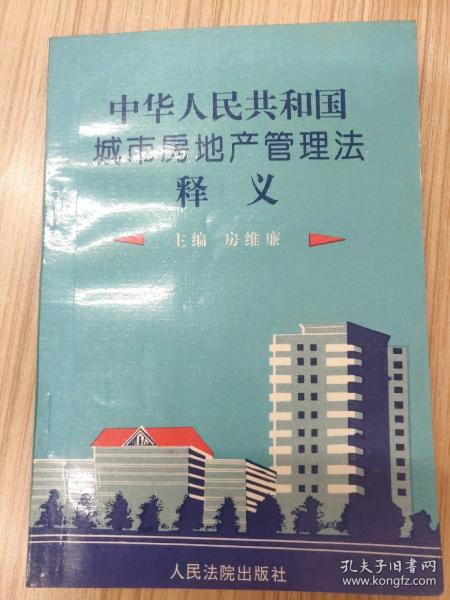 中华人民共和国
城市房地产管理法
释义
主编 房维廉
人民法院出版社
孔夫子旧书网
www.kongfz.com